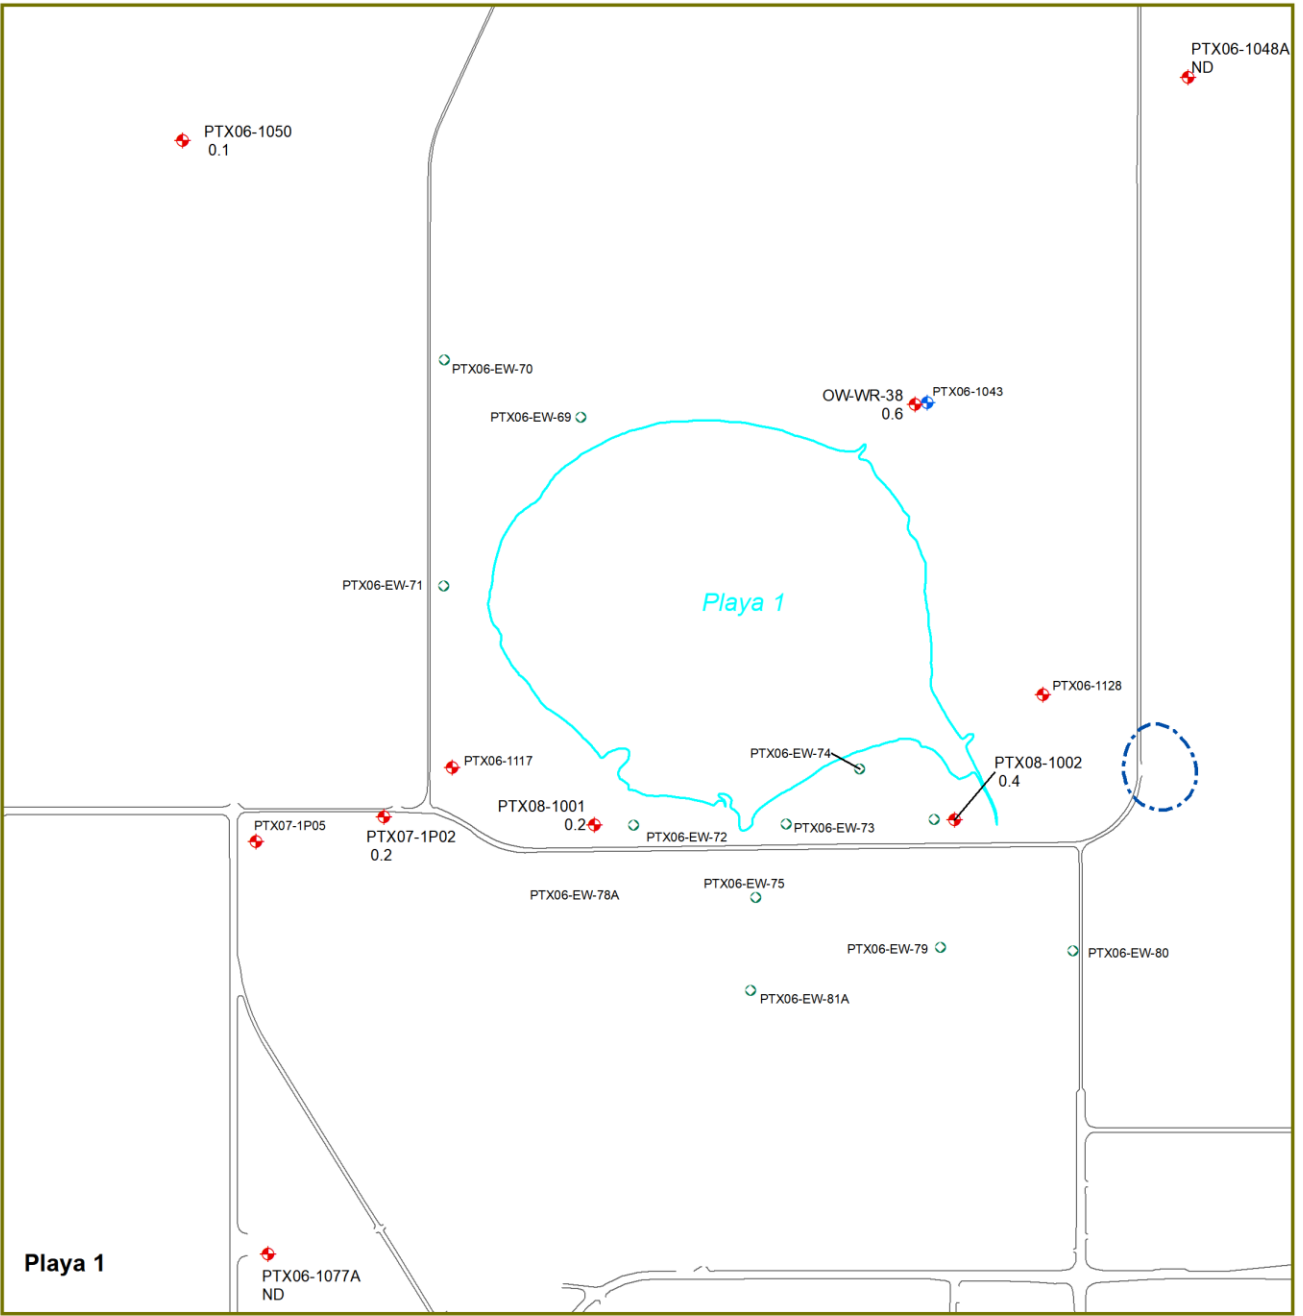 PTX06-1048A
ND
PTX06-1050
0.1
PTX06-EW-70
OW-WR-38
0.6
PTX06-1043
PTX06-EW-69
PTX06-EW-71
Playa 1
PTX06-1128
PTX06-EW-74
PTX06-1117
PTX08-1002
0.4
PTX08-1001
0.2
PTX07-1P05
PTX07-1P02
0.2
PTX06-EW-72
PTX06-EW-73
PTX06-EW-75
PTX06-EW-78A
PTX06-EW-79
PTX06-EW-80
PTX06-EW-81A
Playa 1
PTX06-1077A
ND